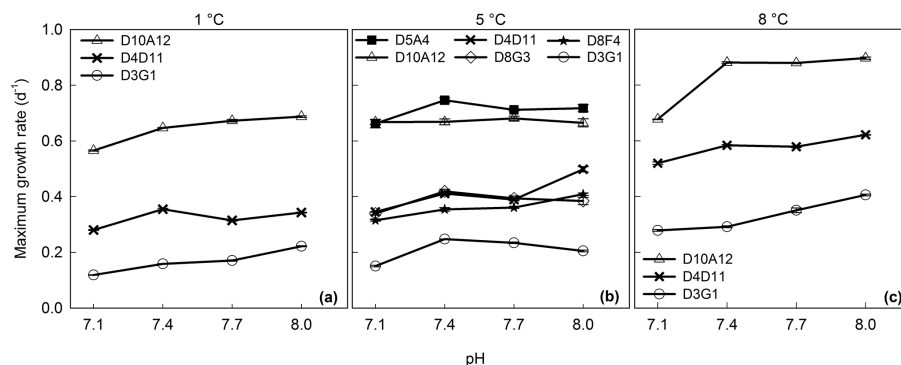 1 °C
5 °C
8 °C
Maximum growth rate (d⁻¹)
1.0
0.8
0.6
0.4
0.2
0.0
D10A12
D4D11
D3G1
(a)
7.1 7.4 7.7 8.0
D5A4 D4D11 D8F4
D10A12 D8G3 D3G1
(b)
7.1 7.4 7.7 8.0
D10A12
D4D11
D3G1
(c)
7.1 7.4 7.7 8.0
pH